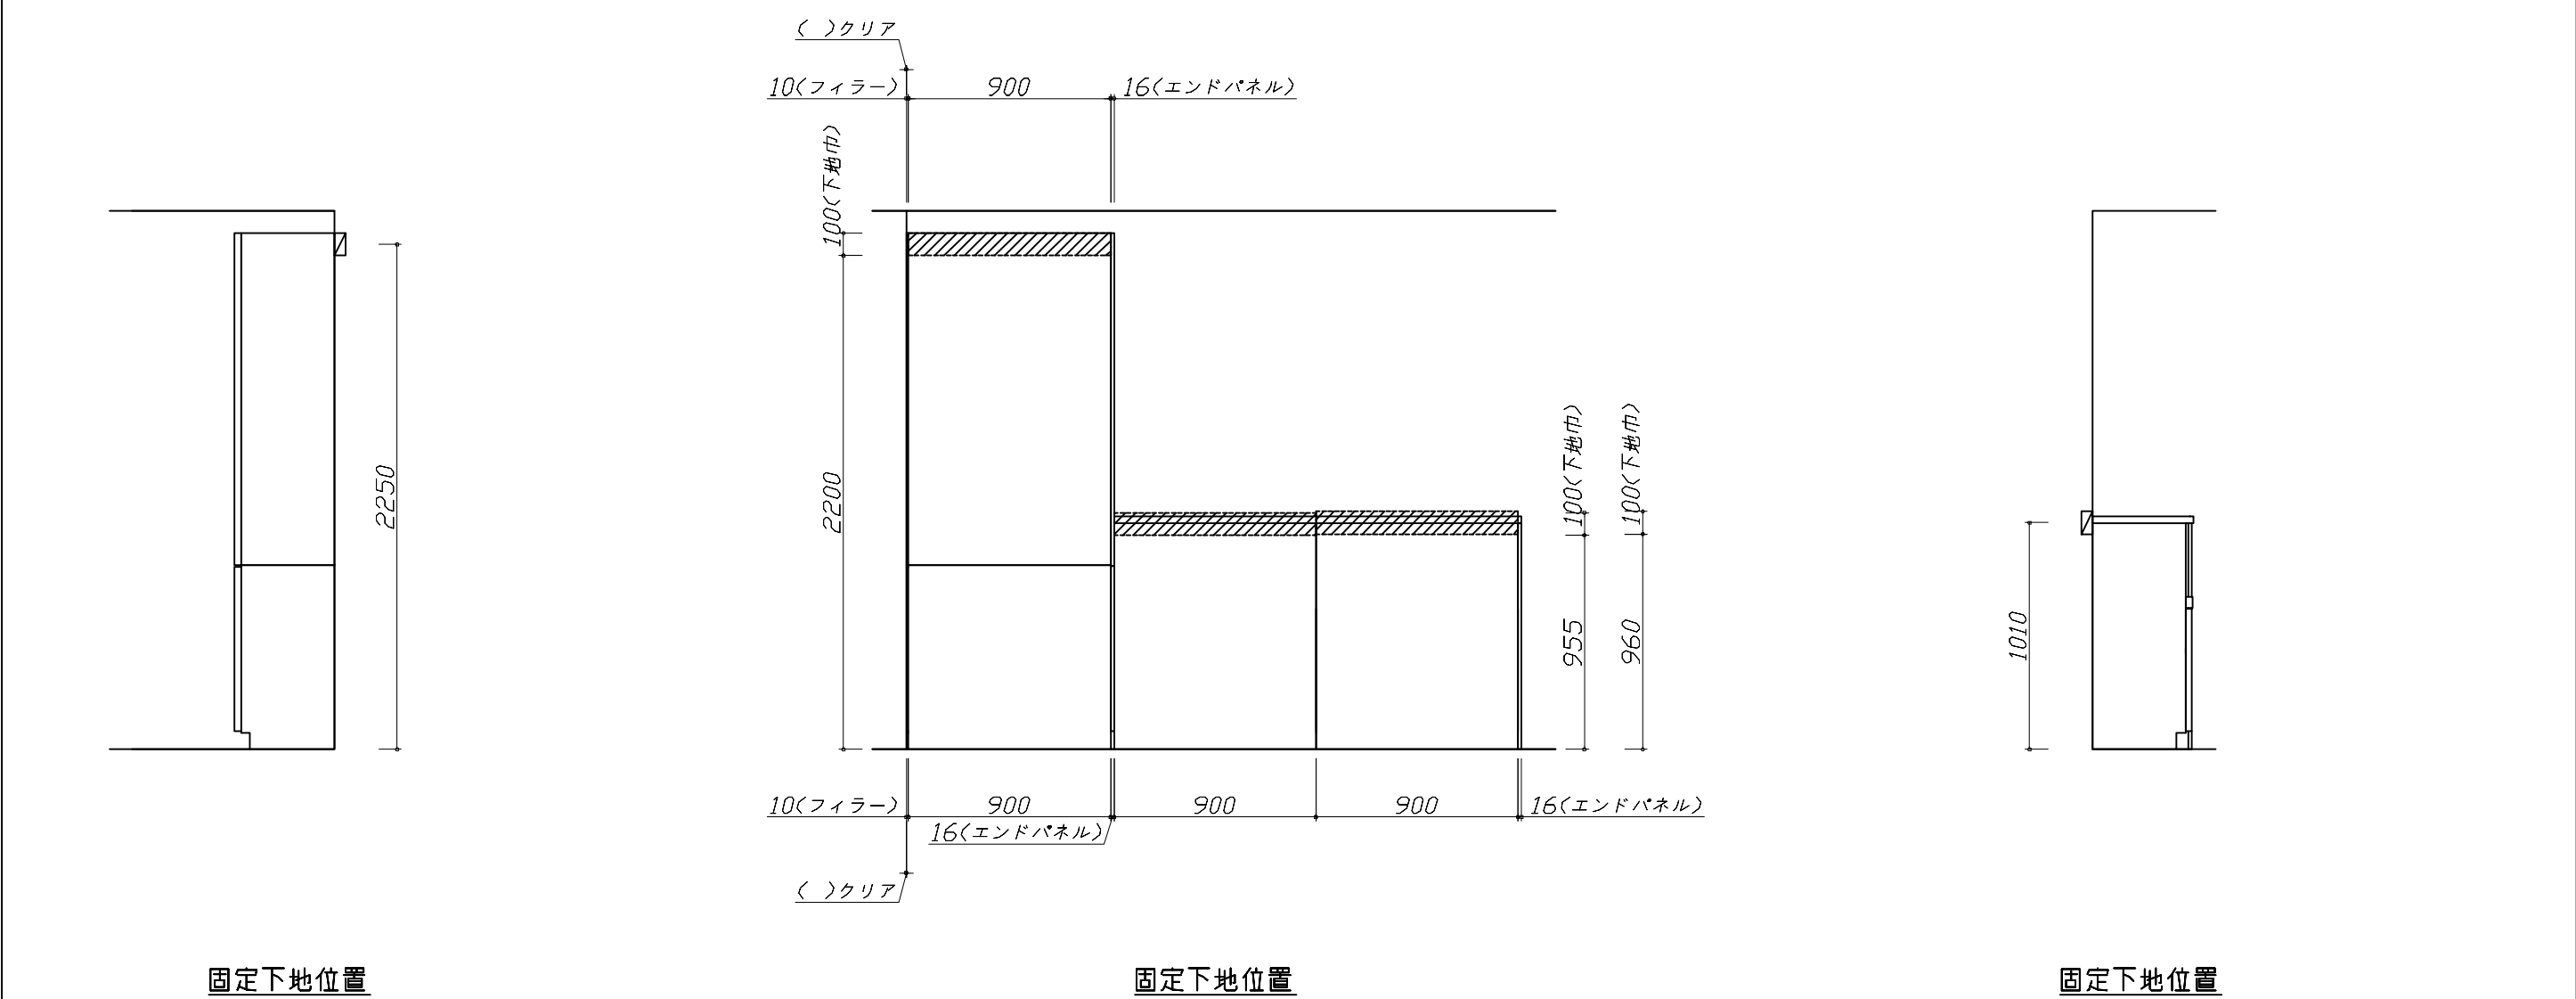 ( )クリア
10(フィラー)
900
16(エンドパネル)
100(下地巾)
2250
2200
100(下地巾)
100(下地巾)
955
960
1010
10(フィラー)
900
900
900
16(エンドパネル)
16(エンドパネル)
( )クリア
固定下地位置
固定下地位置
固定下地位置